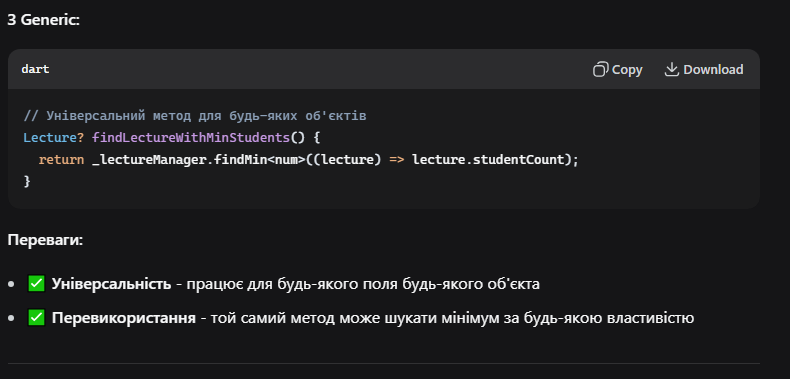 З Generic:
dart
Copy
Download
// Універсальний метод для будь-яких об'єктів
Lecture? findLectureWithMinStudents() {
  return _lectureManager.findMin<num>((lecture) => lecture.studentCount);
}
Переваги:
• ✅ Універсальність - працює для будь-якого поля будь-якого об'єкта
• ✅ Перевикористання - той самий метод може шукати мінімум за будь-якою властивістю